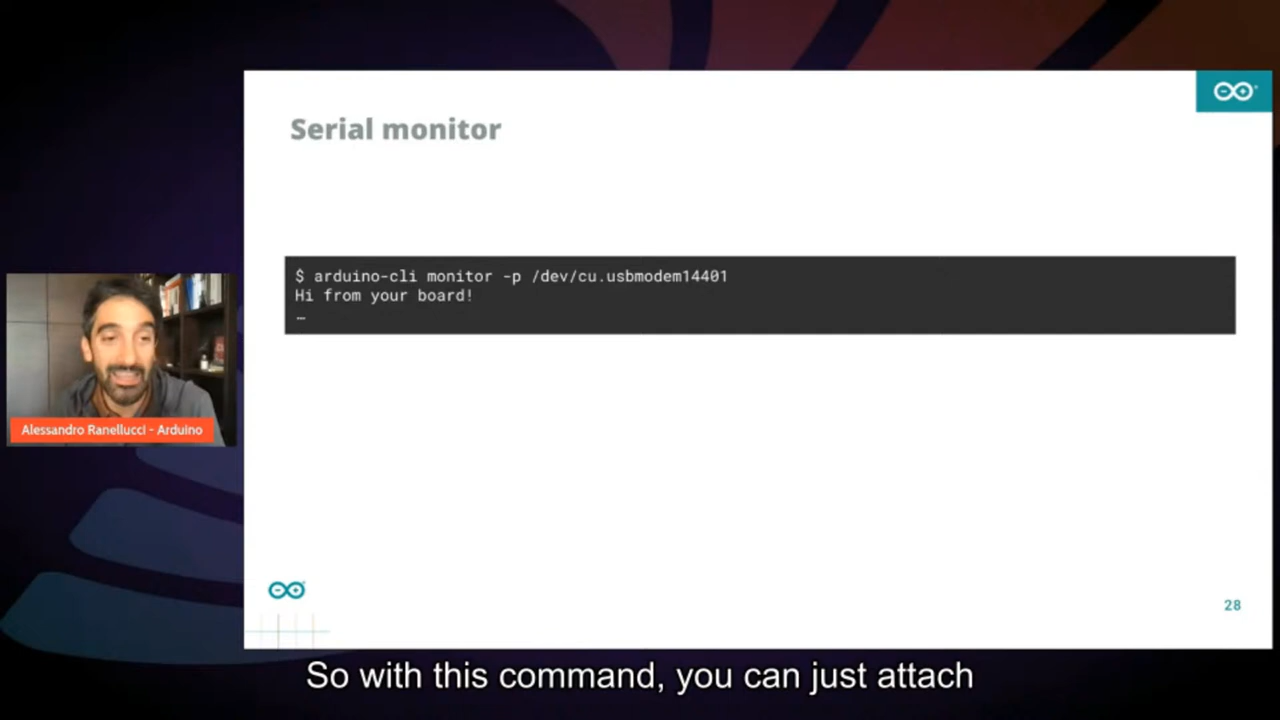 Serial monitor
$ arduino-cli monitor -p /dev/cu.usbmodem14401
Hi from your board!
…
Alessandro Ranellucci - Arduino
28
So with this command, you can just attach